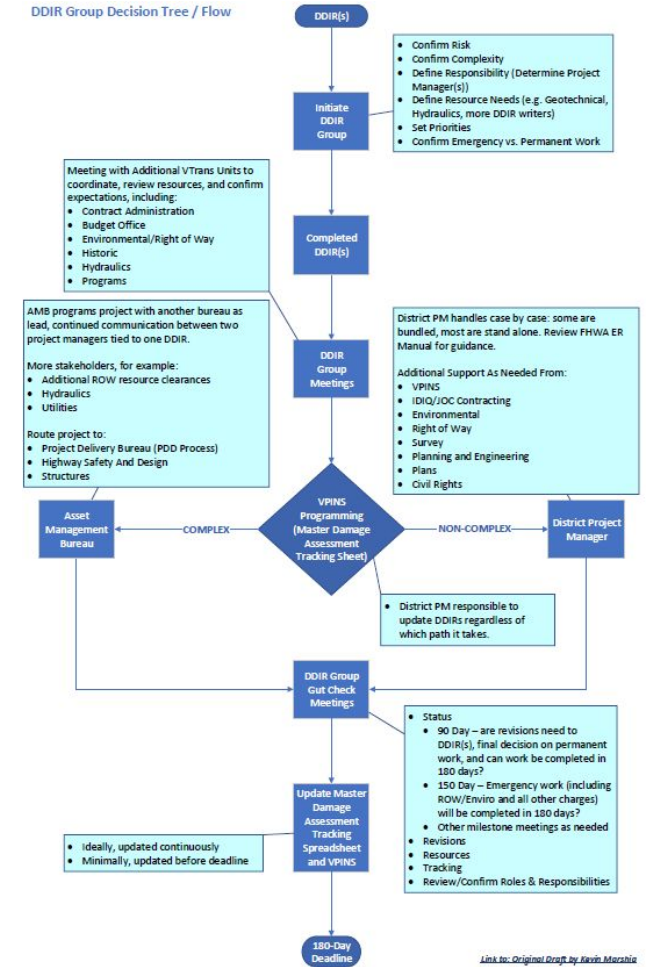 DDIR Group Decision Tree / Flow
DDIR(s)
• Confirm Risk
• Confirm Complexity
• Define Responsibility (Determine Project
Manager(s))
• Define Resource Needs (e.g. Geotechnical,
Hydraulics, more DDIR writers)
• Set Priorities
• Confirm Emergency vs. Permanent Work
Initiate
DDIR
Group
Meeting with Additional VTrans Units to
coordinate, review resources, and confirm
expectations, including:
• Contract Administration
• Budget Office
• Environmental/Right of Way
• Historic
• Hydraulics
• Programs
Completed
DDIR(s)
AMB programs project with another bureau as
lead, continued communication between two
project managers tied to one DDIR.
More stakeholders, for example:
• Additional ROW resource clearances
• Hydraulics
• Utilities
Route project to:
• Project Delivery Bureau (PDD Process)
• Highway Safety And Design
• Structures
DDIR
Group
Meetings
District PM handles case by case: some are
bundled, most are stand alone. Review FHWA ER
Manual for guidance.
Additional Support As Needed From:
• VPINS
• IDIQ/JOC Contracting
• Environmental
• Right of Way
• Survey
• Planning and Engineering
• Plans
• Civil Rights
Asset
Management
Bureau
COMPLEX
VPINS
Programming
(Master Damage
Assessment
Tracking Sheet)
NON-COMPLEX
District Project
Manager
• District PM responsible to
update DDIRs regardless of
which path it takes.
DDIR Group
Gut Check
Meetings
• Status
• 90 Day – are revisions need to
DDIR(s), final decision on permanent
work, and can work be completed in
180 days?
• 150 Day – Emergency work (including
ROW/Enviro and all other charges)
will be completed in 180 days?
• Other milestone meetings as needed
• Revisions
• Resources
• Tracking
• Review/Confirm Roles & Responsibilities
Update Master
Damage
Assessment
Tracking
Spreadsheet
and VPINS
• Ideally, updated continuously
• Minimally, updated before deadline
180-Day
Deadline
Link to: Original Draft by Kevin Marshia